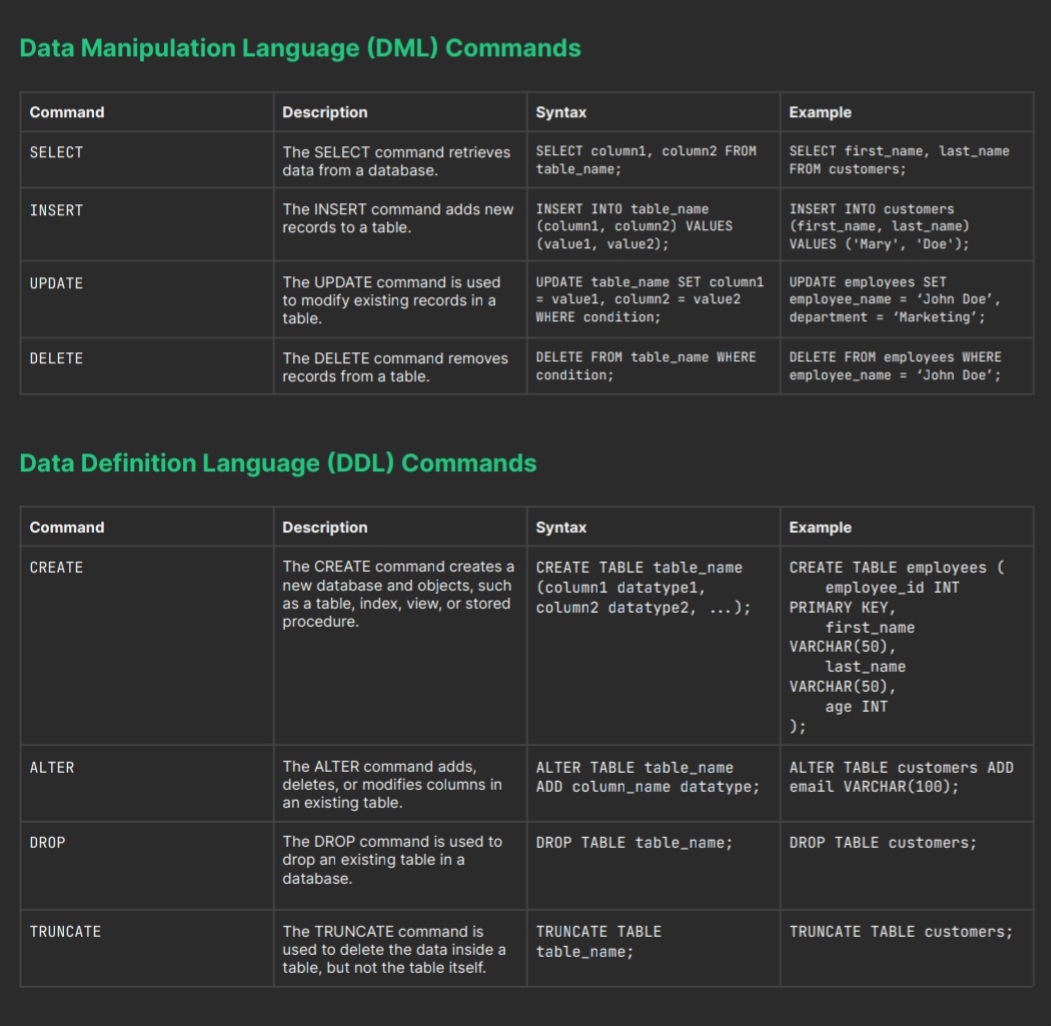 Data Manipulation Language (DML) Commands
Command Description Syntax Example
SELECT
The SELECT command retrieves
data from a database.
SELECT column1, column2 FROM
table_name;
SELECT first_name, last_name
FROM customers;
INSERT
The INSERT command adds new
records to a table.
INSERT INTO table_name
(column1, column2) VALUES
(value1, value2);
INSERT INTO customers
(first_name, last_name)
VALUES ('Mary', 'Doe');
UPDATE
The UPDATE command is used
to modify existing records in a
table.
UPDATE table_name SET column1
= value1, column2 = value2
WHERE condition;
UPDATE employees SET
employee_name = ‘John Doe’,
department = ‘Marketing’;
DELETE
The DELETE command removes
records from a table.
DELETE FROM table_name WHERE
condition;
DELETE FROM employees WHERE
employee_name = ‘John Doe’;
Data Definition Language (DDL) Commands
Command Description Syntax Example
CREATE
The CREATE command creates a
new database and objects, such
as a table, index, view, or stored
procedure.
CREATE TABLE table_name
(column1 datatype1,
column2 datatype2, ...);
CREATE TABLE employees (
employee_id INT
PRIMARY KEY,
first_name
VARCHAR(50),
last_name
VARCHAR(50),
age INT
);
ALTER
The ALTER command adds,
deletes, or modifies columns in
an existing table.
ALTER TABLE table_name
ADD column_name datatype;
ALTER TABLE customers ADD
email VARCHAR(100);
DROP
The DROP command is used to
drop an existing table in a
database.
DROP TABLE table_name;
DROP TABLE customers;
TRUNCATE
The TRUNCATE command is
used to delete the data inside a
table, but not the table itself.
TRUNCATE TABLE
table_name;
TRUNCATE TABLE customers;